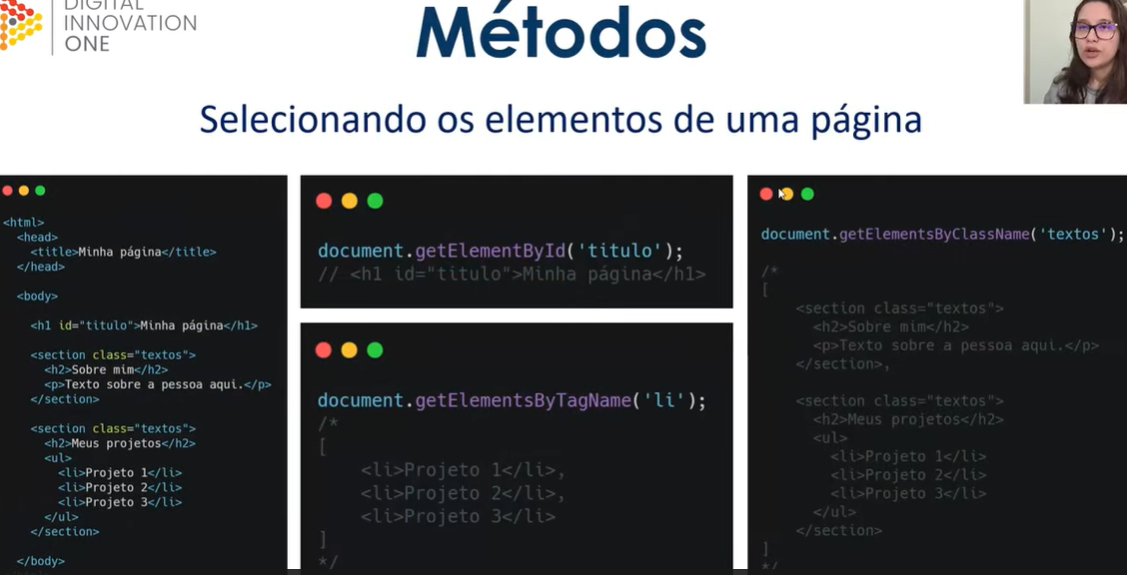 DIGITAL
INNOVATION
ONE
Métodos
Selecionando os elementos de uma página
<html>
<head>
<title>Minha página</title>
</head>
<body>
<h1 id="titulo">Minha página</h1>
<section class="textos">
<h2>Sobre mim</h2>
<p>Texto sobre a pessoa aqui.</p>
</section>
<section class="textos">
<h2>Meus projetos</h2>
<ul>
<li>Projeto 1</li>
<li>Projeto 2</li>
<li>Projeto 3</li>
</ul>
</section>
</body>
document.getElementById('titulo');
// <h1 id="titulo">Minha página</h1>
document.getElementsByTagName('li');
/*
[
<li>Projeto 1</li>,
<li>Projeto 2</li>,
<li>Projeto 3</li>
]
*/
document.getElementsByClassName('textos');
/*
[
<section class="textos">
<h2>Sobre mim</h2>
<p>Texto sobre a pessoa aqui.</p>
</section>,
<section class="textos">
<h2>Meus projetos</h2>
<ul>
<li>Projeto 1</li>
<li>Projeto 2</li>
<li>Projeto 3</li>
</ul>
</section>
]
*/